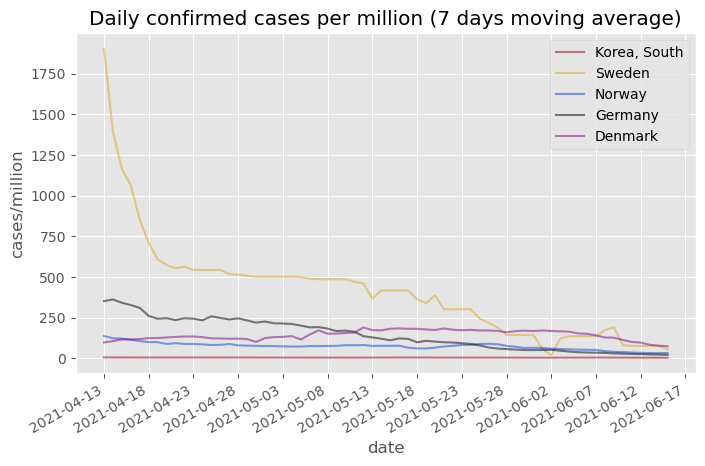 Daily confirmed cases per million (7 days moving average)
Korea, South
Sweden
Norway
Germany
Denmark
1750
1500
1250
1000
750
500
250
0
cases/million
2021-04-13
2021-04-18
2021-04-23
2021-04-28
2021-05-03
2021-05-08
2021-05-13
2021-05-18
2021-05-23
2021-05-28
2021-06-02
2021-06-07
2021-06-12
2021-06-17
date